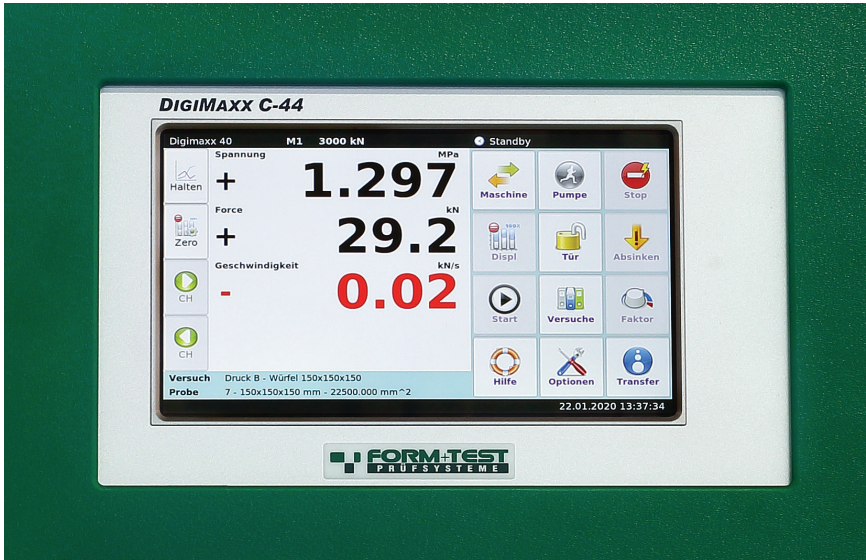 DIGIMAXX C-44
Digimaxx 40 M1 3000 kN Standby
Spannung MPa
+ 1.297
Force kN
+ 29.2
Geschwindigkeit kN/s
- 0.02
Halten
Zero
CH
CH
Maschine Pumpe Stop
Displ Tür Absinken
Start Versuche Faktor
Hilfe Optionen Transfer
Versuch Druck B - Würfel 150x150x150
Probe 7 - 150x150x150 mm - 22500.000 mm^2
22.01.2020 13:37:34
FORM+TEST
PRÜFSYSTEME